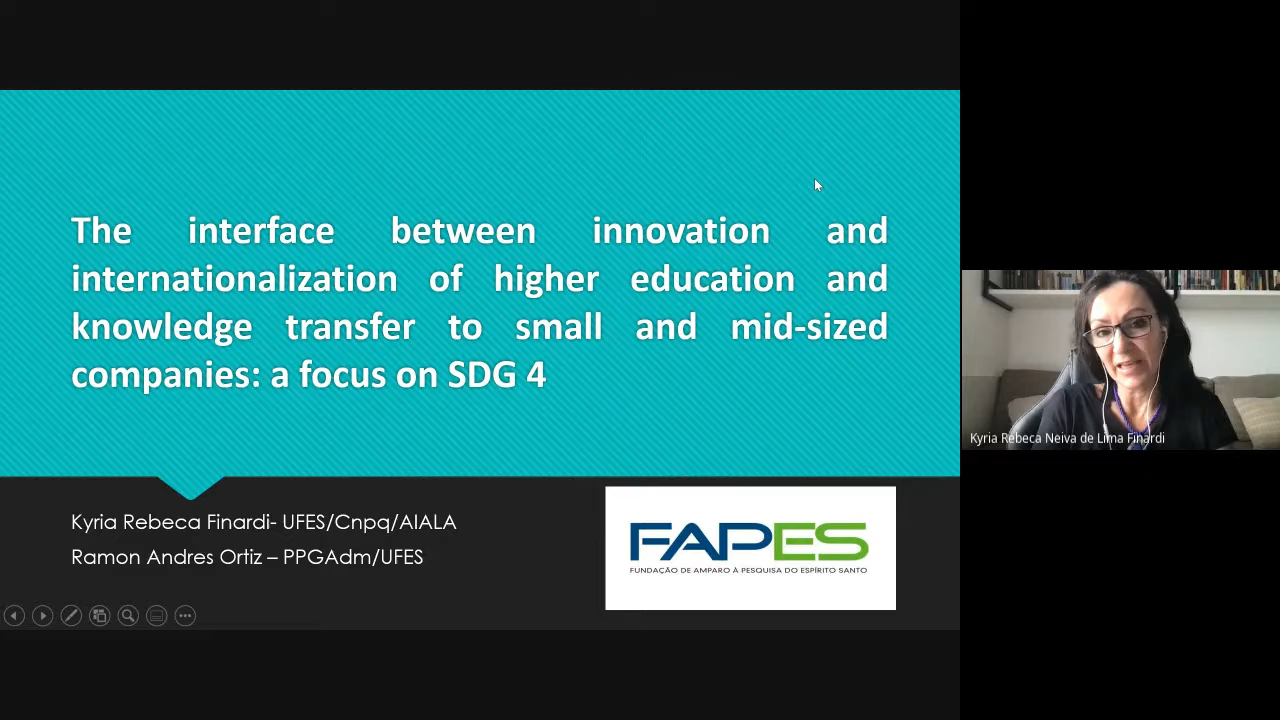 The interface between innovation and
internationalization of higher education and
knowledge transfer to small and mid-sized
companies: a focus on SDG 4
Kyria Rebeca Finardi- UFES/Cnpq/AIALA
Ramon Andres Ortiz – PPGAdm/UFES
FAPES
FUNDAÇÃO DE AMPARO À PESQUISA DO ESPÍRITO SANTO
Kyria Rebeca Neiva de Lima Finardi